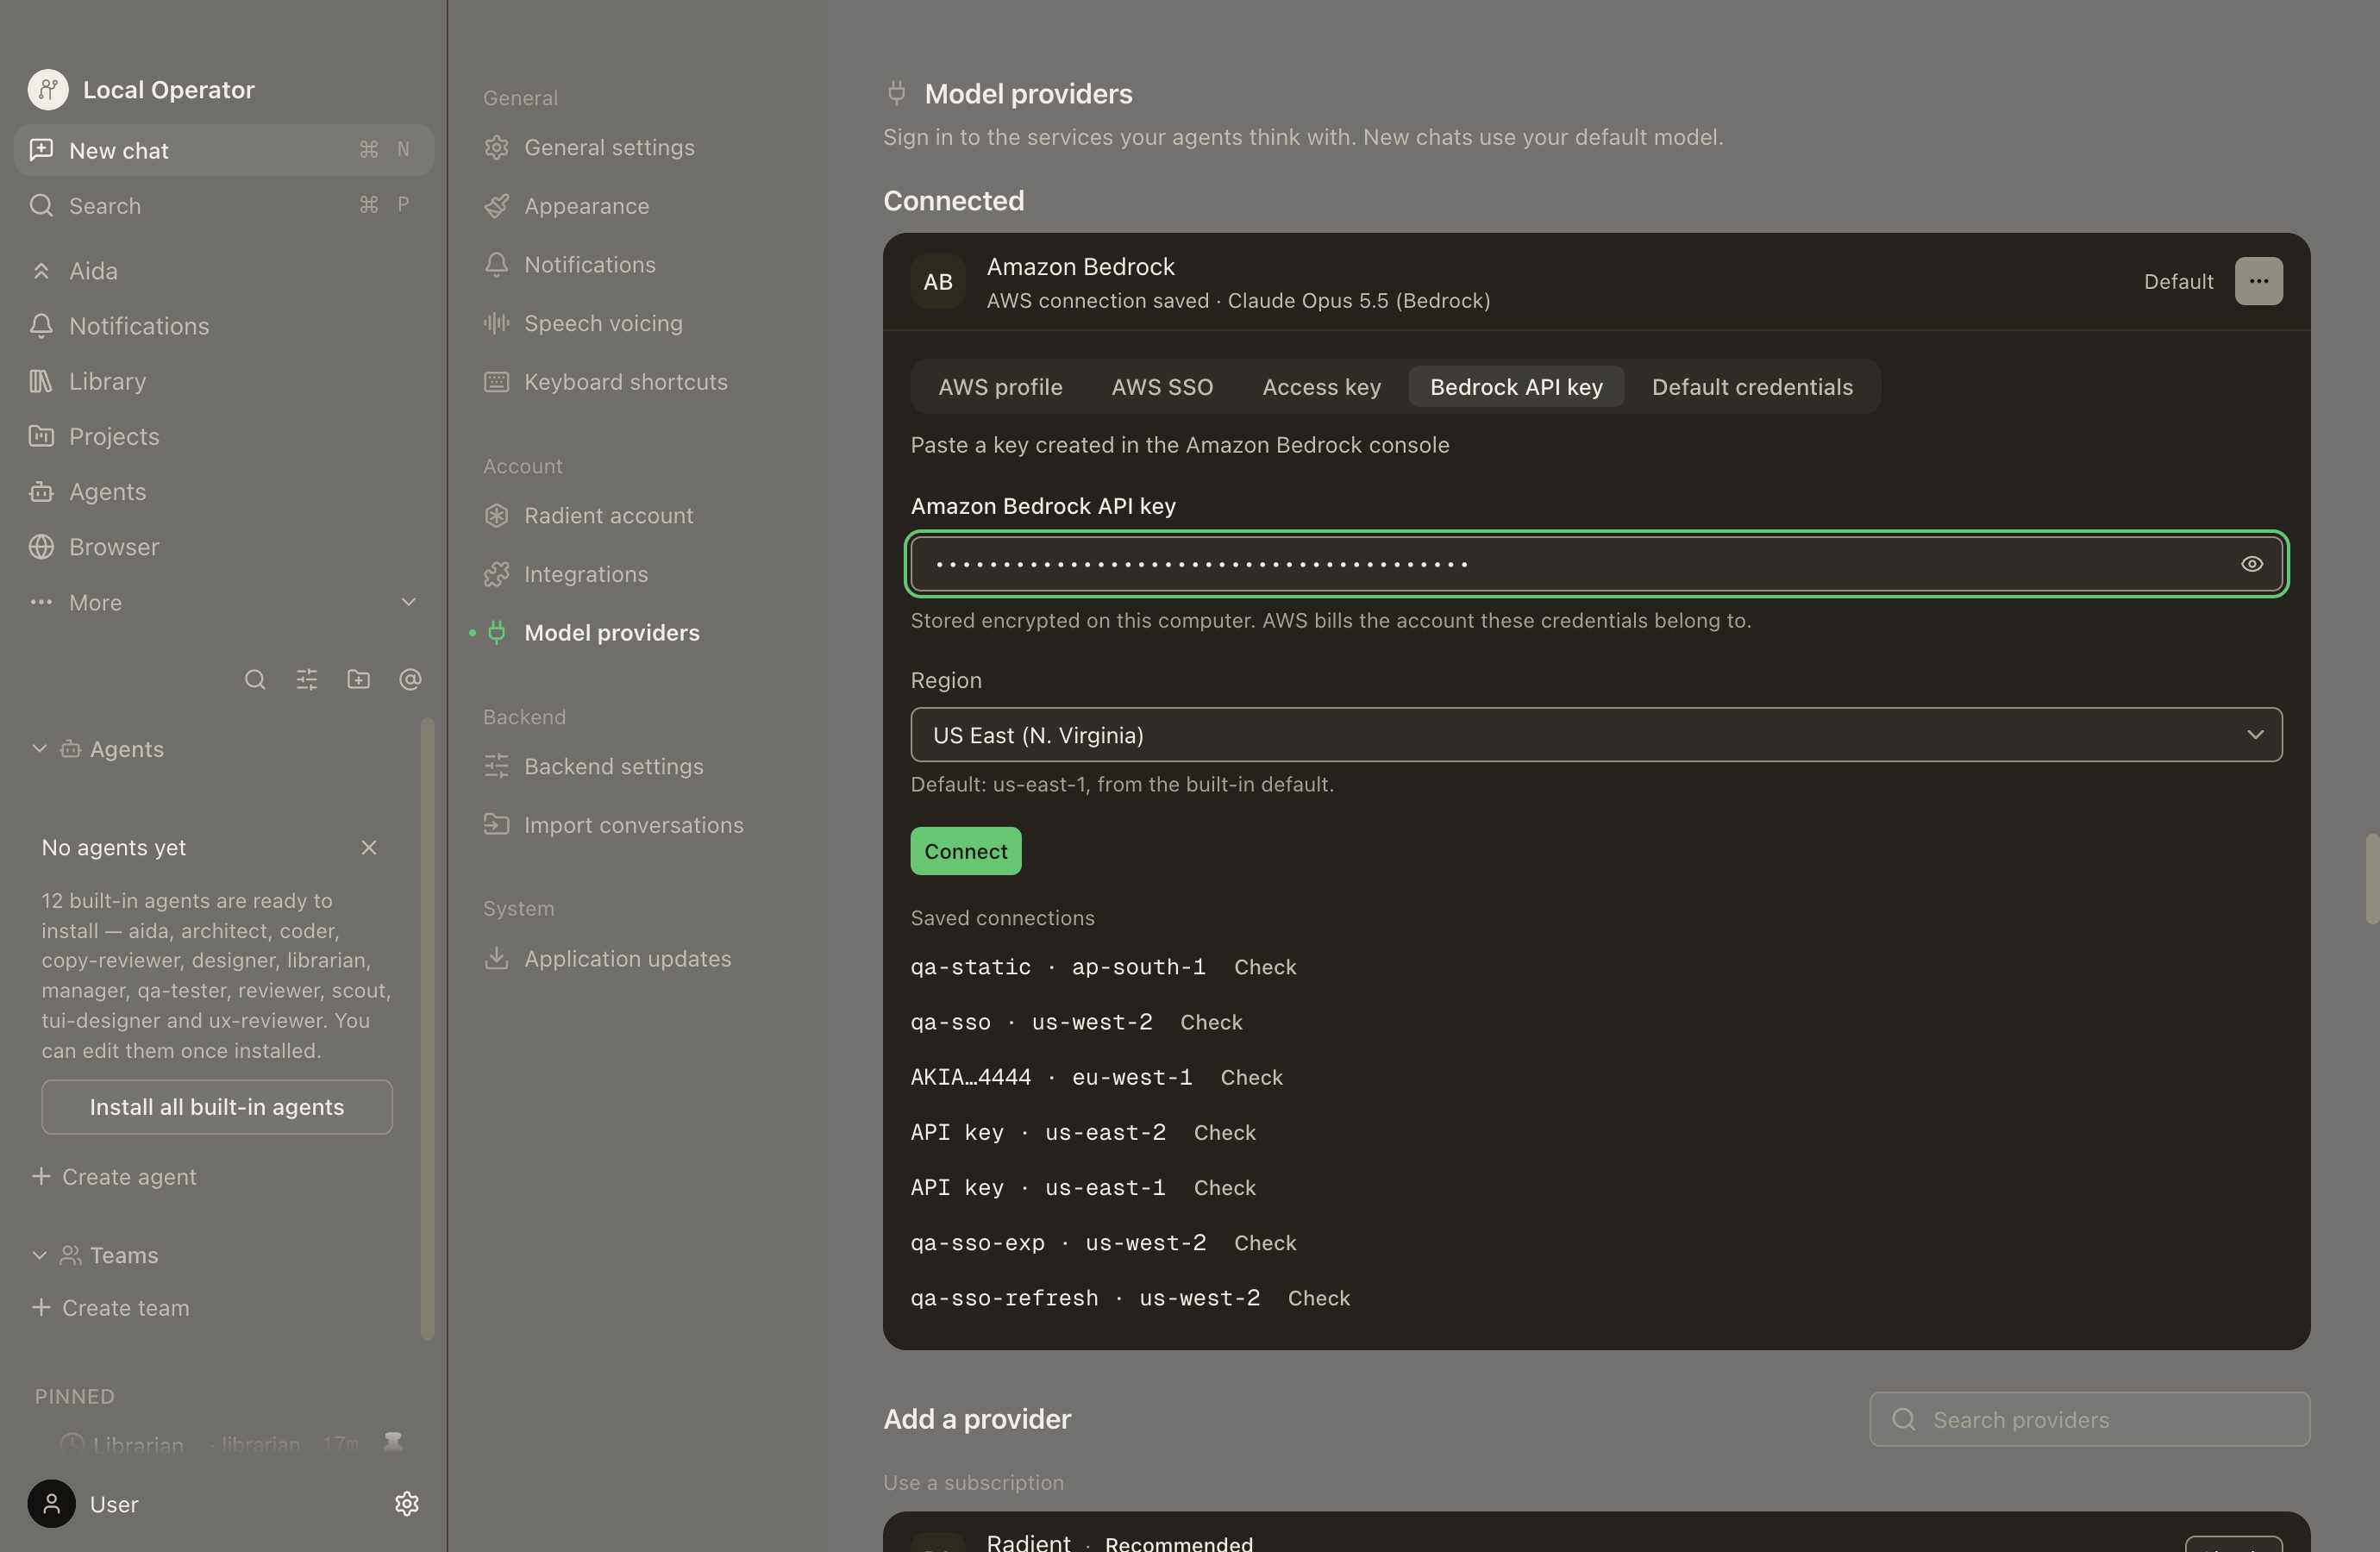 Local Operator
New chat ⌘ N
Search ⌘ P
Aida
Notifications
Library
Projects
Agents
Browser
More
Agents
No agents yet
12 built-in agents are ready to
install — aida, architect, coder,
copy-reviewer, designer, librarian,
manager, qa-tester, reviewer, scout,
tui-designer and ux-reviewer. You
can edit them once installed.
Install all built-in agents
Create agent
Teams
Create team
PINNED
Librarian · librarian 17m
User
General
General settings
Appearance
Notifications
Speech voicing
Keyboard shortcuts
Account
Radient account
Integrations
Model providers
Backend
Backend settings
Import conversations
System
Application updates
Model providers
Sign in to the services your agents think with. New chats use your default model.
Connected
AB
Amazon Bedrock
AWS connection saved · Claude Opus 5.5 (Bedrock)
Default
AWS profile AWS SSO Access key Bedrock API key Default credentials
Paste a key created in the Amazon Bedrock console
Amazon Bedrock API key
Stored encrypted on this computer. AWS bills the account these credentials belong to.
Region
US East (N. Virginia)
Default: us-east-1, from the built-in default.
Connect
Saved connections
qa-static · ap-south-1 Check
qa-sso · us-west-2 Check
AKIA…4444 · eu-west-1 Check
API key · us-east-2 Check
API key · us-east-1 Check
qa-sso-exp · us-west-2 Check
qa-sso-refresh · us-west-2 Check
Add a provider
Search providers
Use a subscription
Radient · Recommended